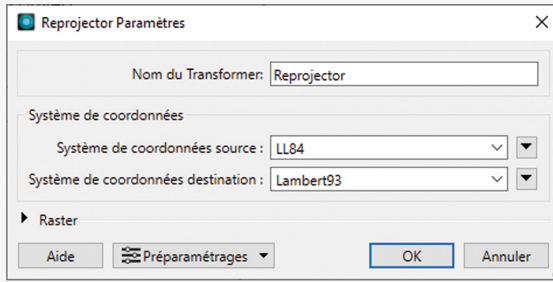 Reprojector Paramètres
Nom du Transformer: Reprojector
Système de coordonnées
Système de coordonnées source : LL84
Système de coordonnées destination : Lambert93
Raster
Aide Préparamétrages OK Annuler